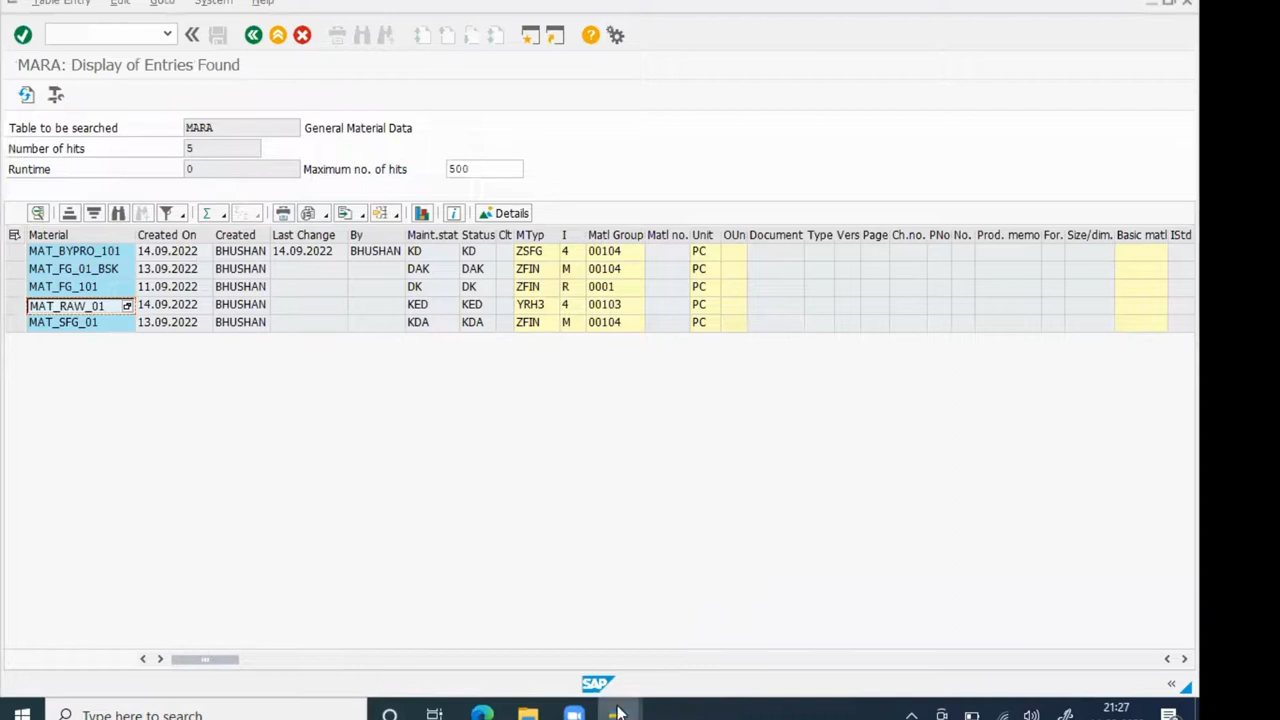 Table Entry Edit Goto System Help
MARA: Display of Entries Found
Table to be searched MARA General Material Data
Number of hits 5
Runtime 0 Maximum no. of hits 500
Details
Material Created On Created Last Change By Maint.stat Status Clt MTyp I Matl Group Matl no. Unit OUn Document Type Vers Page Ch.no. PNo No. Prod. memo For. Size/dim. Basic matl IStd
MAT_BYPRO_101 14.09.2022 BHUSHAN 14.09.2022 BHUSHAN KD KD ZSFG 4 00104 PC
MAT_FG_01_BSK 13.09.2022 BHUSHAN DAK DAK ZFIN M 00104 PC
MAT_FG_101 11.09.2022 BHUSHAN DK DK ZFIN R 0001 PC
MAT_RAW_01 14.09.2022 BHUSHAN KED KED YRH3 4 00103 PC
MAT_SFG_01 13.09.2022 BHUSHAN KDA KDA ZFIN M 00104 PC
SAP
Type here to search 21:27